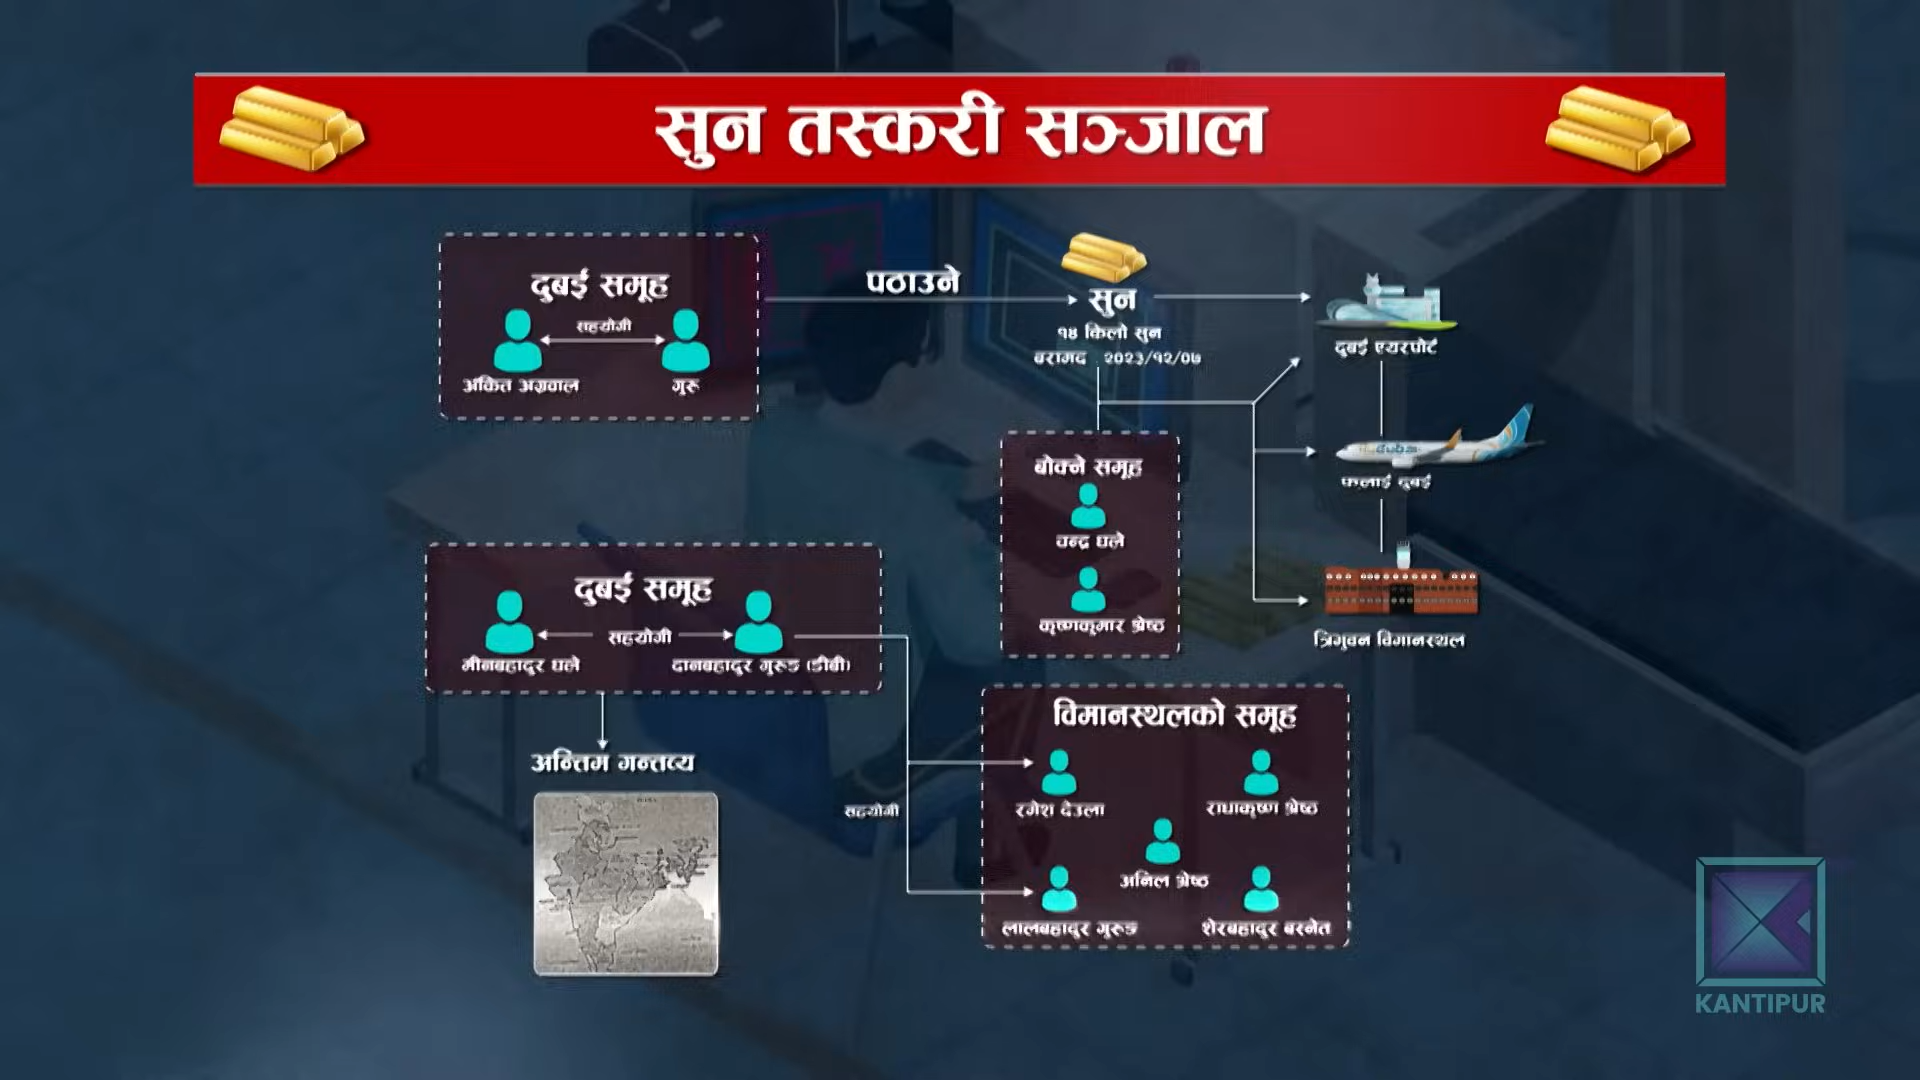 सुन तस्करी सञ्जाल
दुबई समूह
सहयोगी
अंकित अग्रवाल
गुरु
पठाउने
सुन
१४ किलो सुन
बरामद २०२३/१२/०७
दुबई एयरपोर्ट
फ्लाई दुबई
त्रिभुवन विमानस्थल
बोक्ने समूह
चन्द्र घले
कृष्णकुमार श्रेष्ठ
दुबई समूह
सहयोगी
मीनबहादुर घले
दानबहादुर गुरुङ (डीबी)
अन्तिम गन्तव्य
सहयोगी
विमानस्थलको समूह
रमेश देउला
राधाकृष्ण श्रेष्ठ
अनिल श्रेष्ठ
लालबहादुर गुरुङ
शेरबहादुर बस्नेत
KANTIPUR